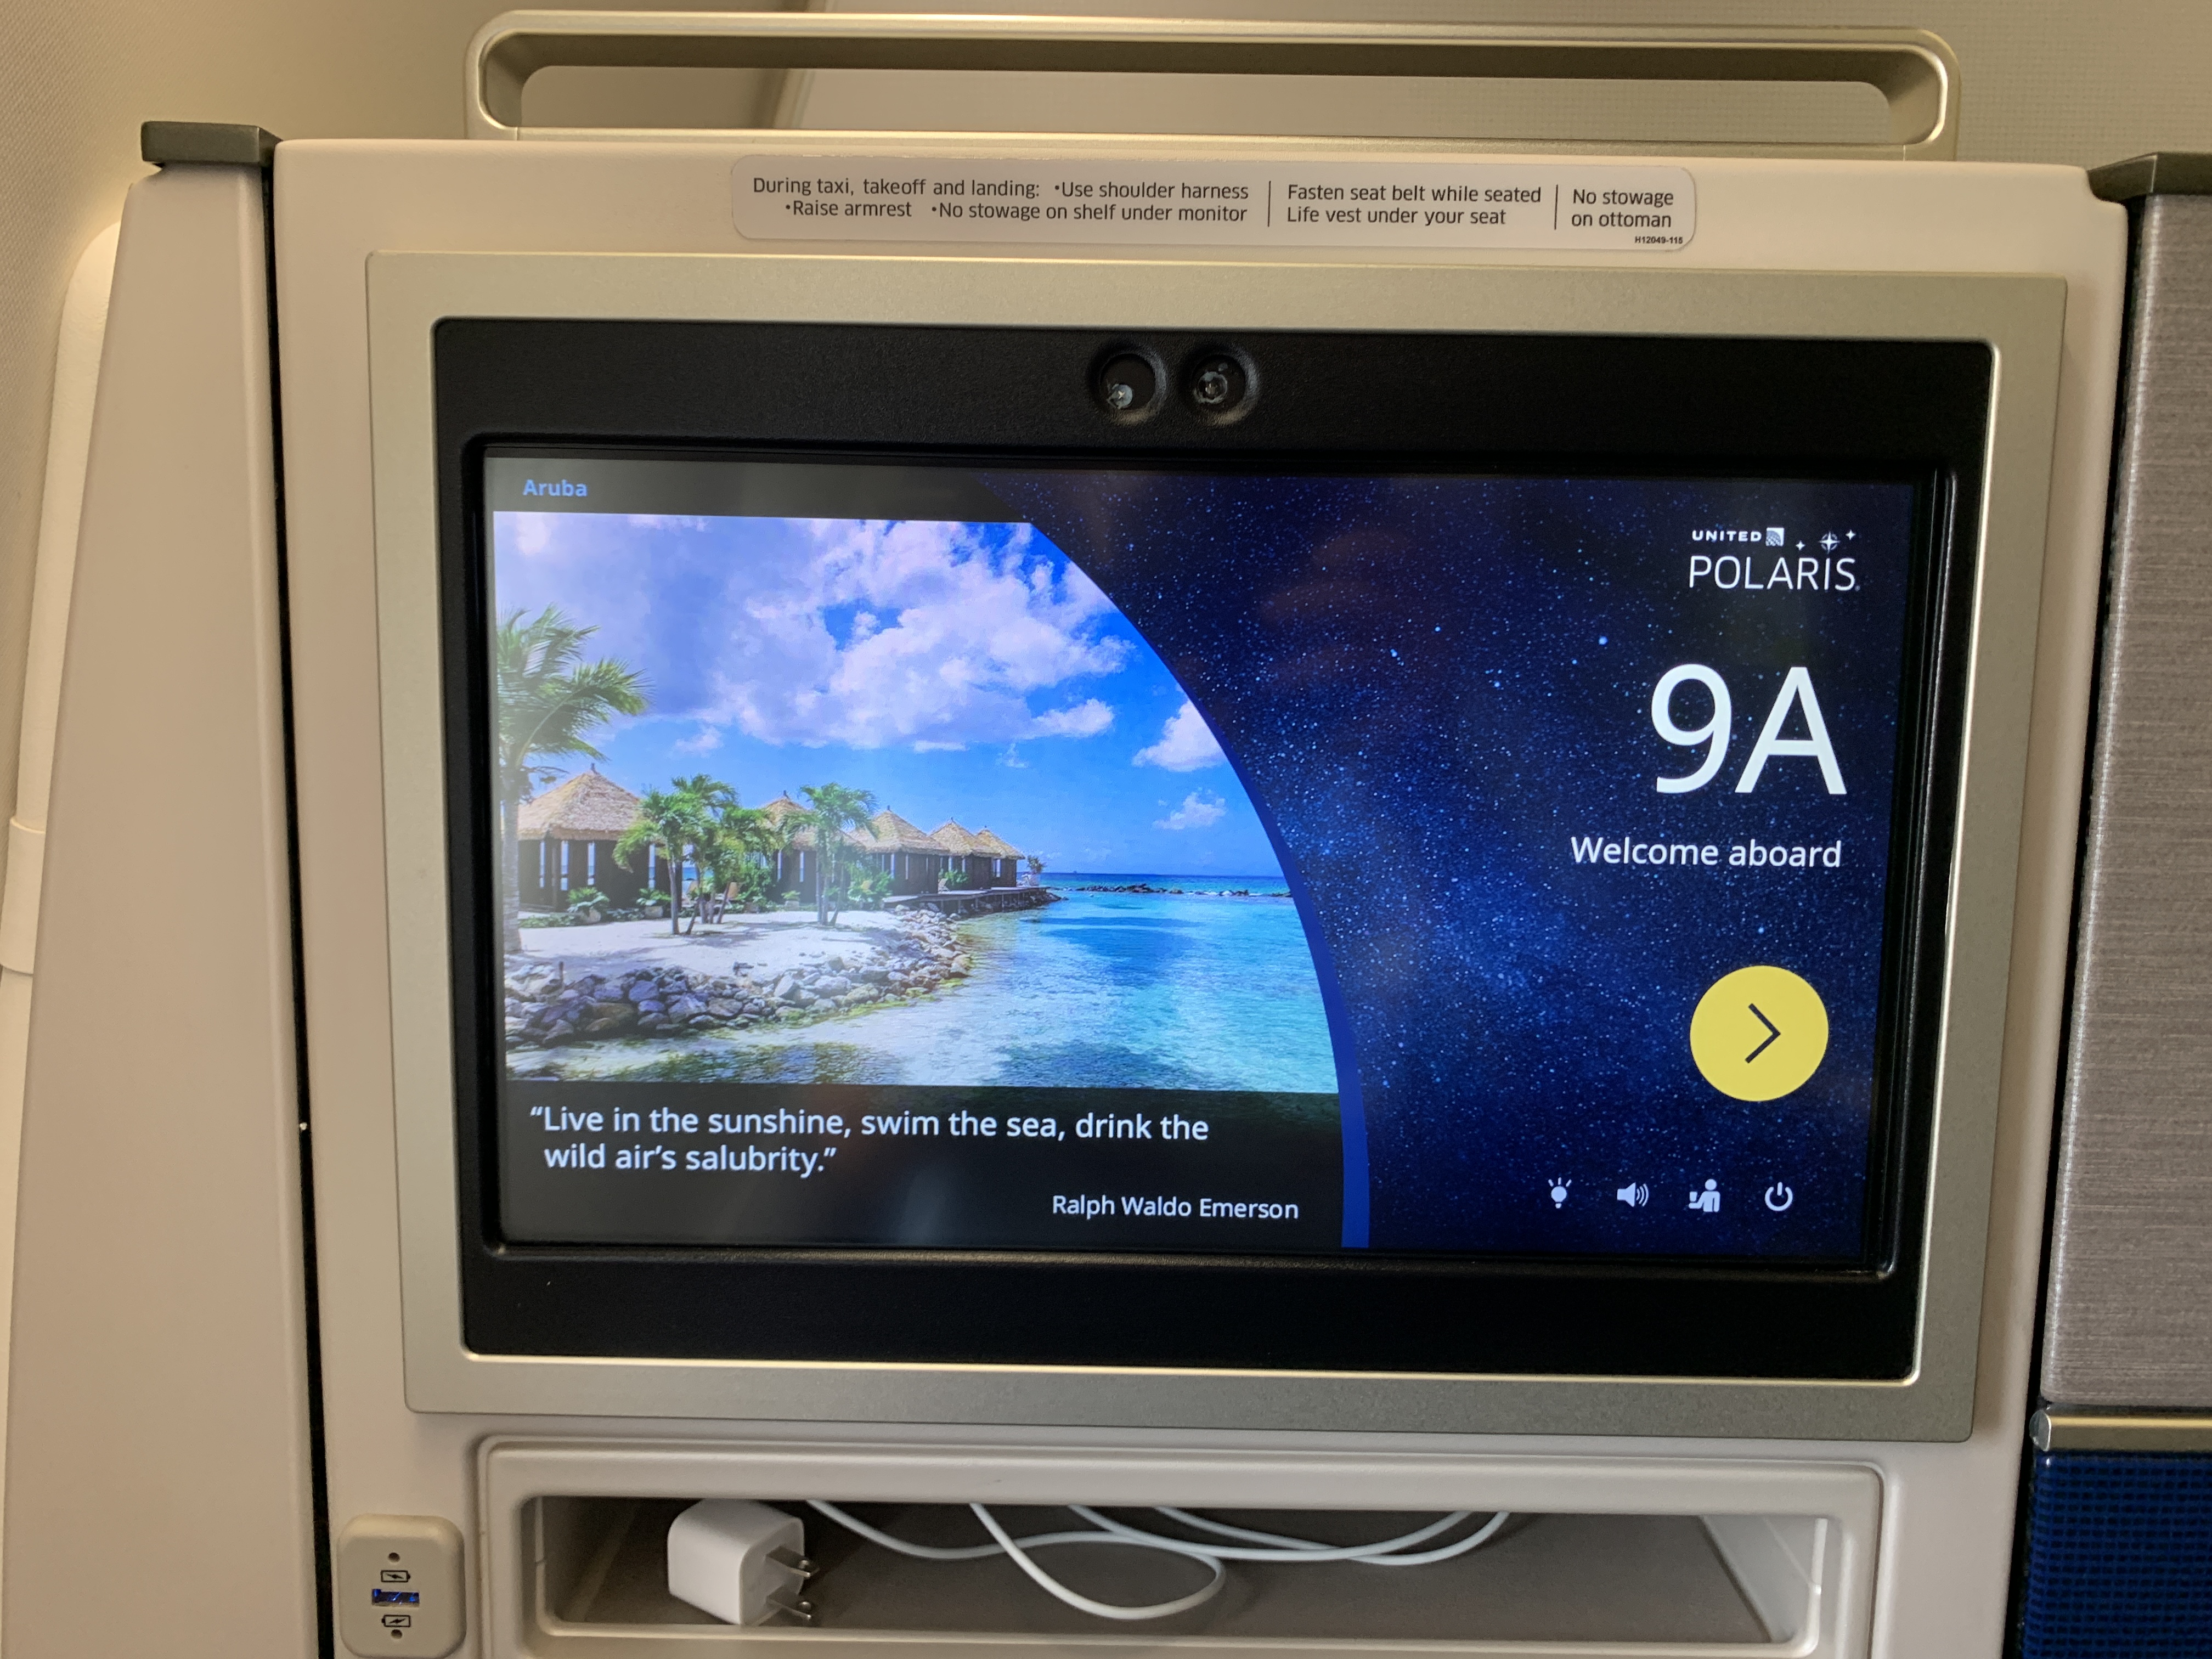 During taxi, takeoff and landing: •Use shoulder harness
•Raise armrest •No stowage on shelf under monitor
Fasten seat belt while seated
Life vest under your seat
No stowage
on ottoman
H12049-115
Aruba
UNITED
POLARIS
9A
Welcome aboard
“Live in the sunshine, swim the sea, drink the
wild air’s salubrity.”
Ralph Waldo Emerson